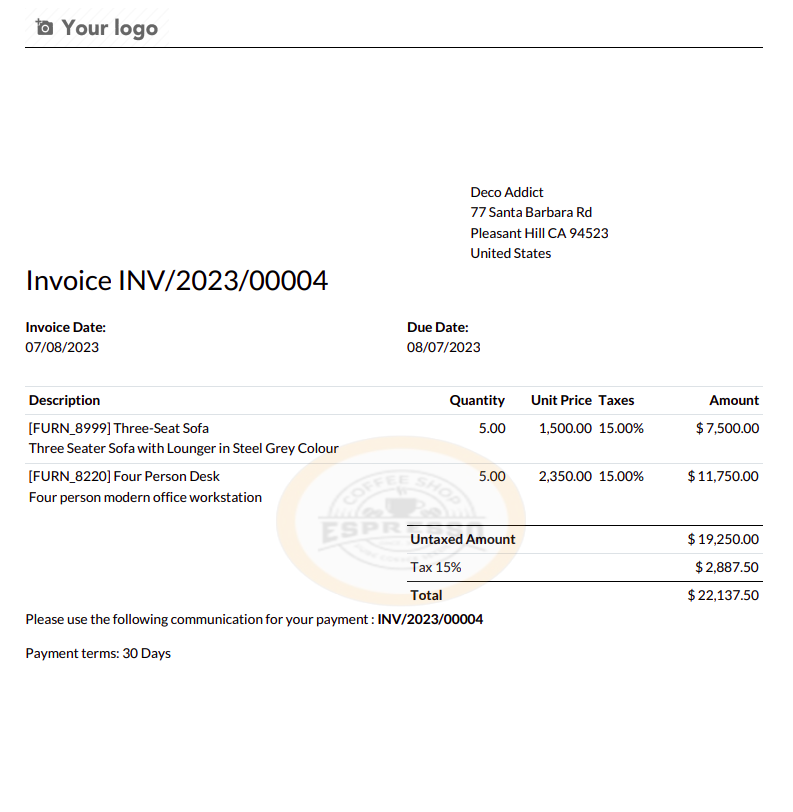 Your logo
Deco Addict
77 Santa Barbara Rd
Pleasant Hill CA 94523
United States
Invoice INV/2023/00004
Invoice Date: Due Date:
07/08/2023 08/07/2023
Description Quantity Unit Price Taxes Amount
[FURN_8999] Three-Seat Sofa 5.00 1,500.00 15.00% $ 7,500.00
Three Seater Sofa with Lounger in Steel Grey Colour
[FURN_8220] Four Person Desk 5.00 2,350.00 15.00% $ 11,750.00
Four person modern office workstation
COFFEE SHOP
ESPRESSO
Untaxed Amount $ 19,250.00
Tax 15% $ 2,887.50
Total $ 22,137.50
Please use the following communication for your payment : INV/2023/00004
Payment terms: 30 Days